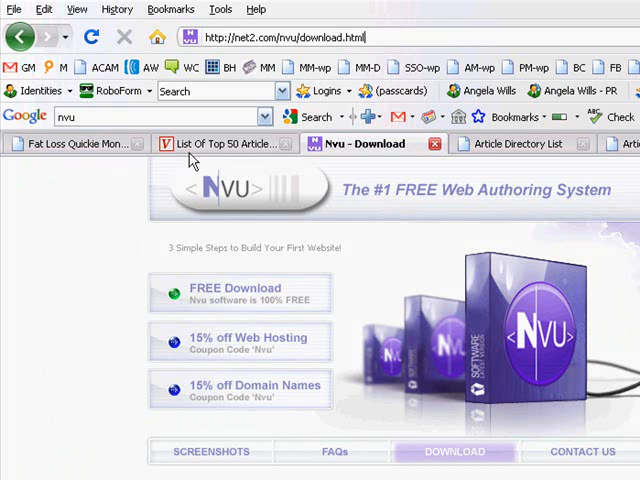 File Edit View History Bookmarks Tools Help
http://net2.com/nvu/download.html
GM M ACAM AW WC BH MM MM-D MM-D SSO-wp AM-wp PM-wp BC FB
Identities RoboForm Search Logins (passcards) Angela Wills Angela Wills - PR
Google nvu Search Bookmarks ABC Check
Fat Loss Quickie Mon... List Of Top 50 Article... Nvu - Download Article Directory List Artic
<NVU> The #1 FREE Web Authoring System
3 Simple Steps to Build Your First Website!
FREE Download
Nvu software is 100% FREE
15% off Web Hosting
Coupon Code 'Nvu'
15% off Domain Names
Coupon Code 'Nvu'
<NVU>
SOFTWARE
LATEST VERSION
SCREENSHOTS FAQs DOWNLOAD CONTACT US